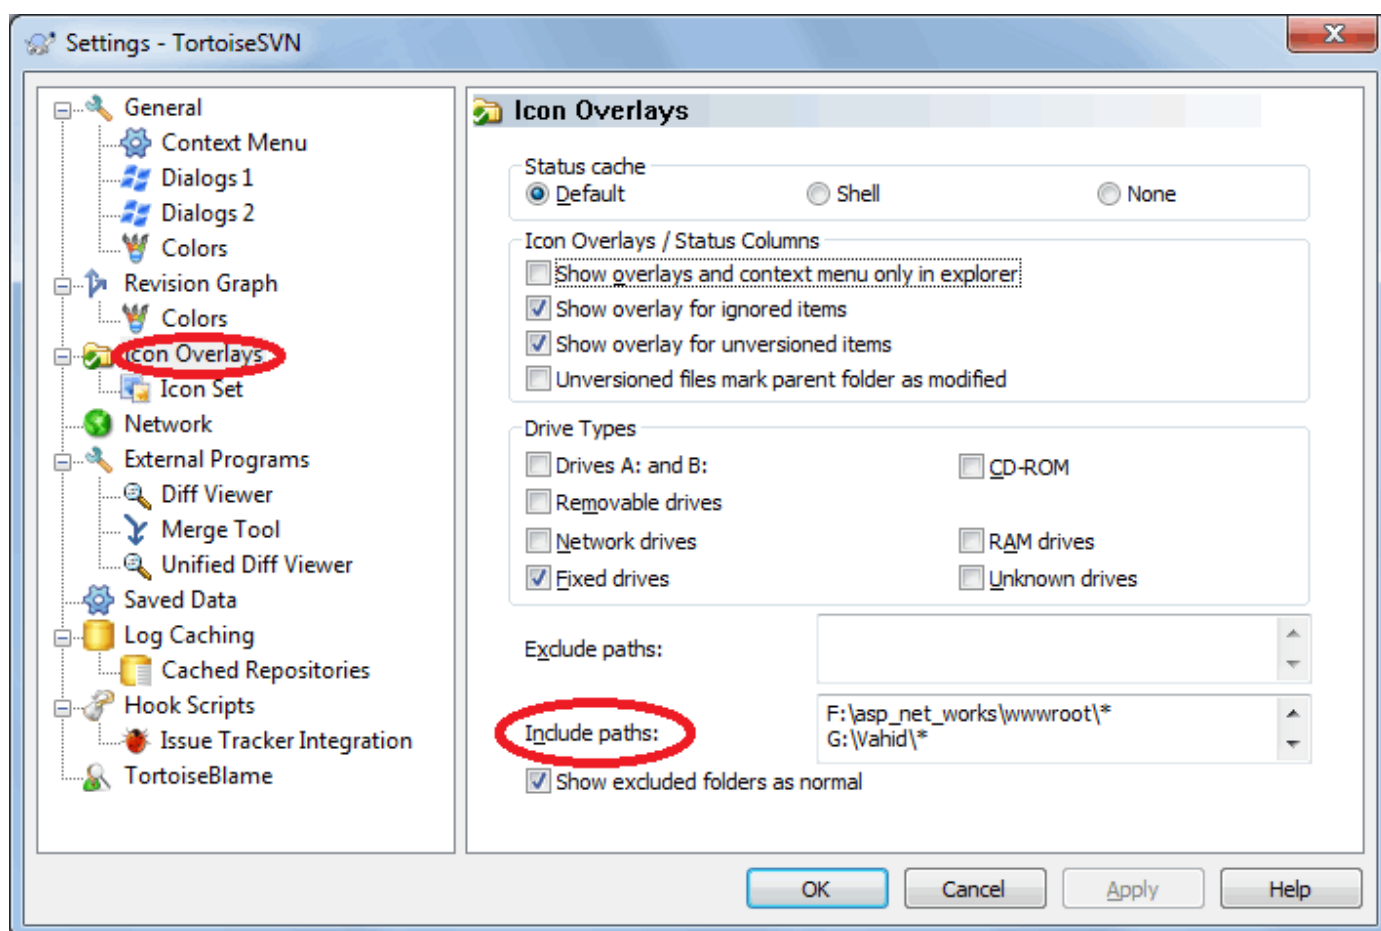 Settings - TortoiseSVN
General
Context Menu
Dialogs 1
Dialogs 2
Colors
Revision Graph
Colors
Icon Overlays
Icon Set
Network
External Programs
Diff Viewer
Merge Tool
Unified Diff Viewer
Saved Data
Log Caching
Cached Repositories
Hook Scripts
Issue Tracker Integration
TortoiseBlame
Icon Overlays
Status cache
Default Shell None
Icon Overlays / Status Columns
Show overlays and context menu only in explorer
Show overlay for ignored items
Show overlay for unversioned items
Unversioned files mark parent folder as modified
Drive Types
Drives A: and B: CD-ROM
Removable drives
Network drives RAM drives
Fixed drives Unknown drives
Exclude paths:
Include paths:
F:\asp_net_works\wwwroot\*
G:\Vahid\*
Show excluded folders as normal
OK Cancel Apply Help